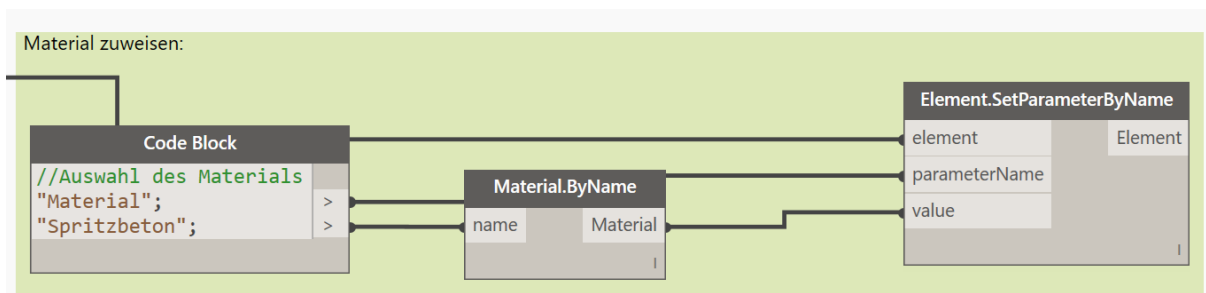 Material zuweisen:
Code Block
//Auswahl des Materials
"Material"; >
"Spritzbeton"; >
Material.ByName
name Material
l
Element.SetParameterByName
element Element
parameterName
value
l